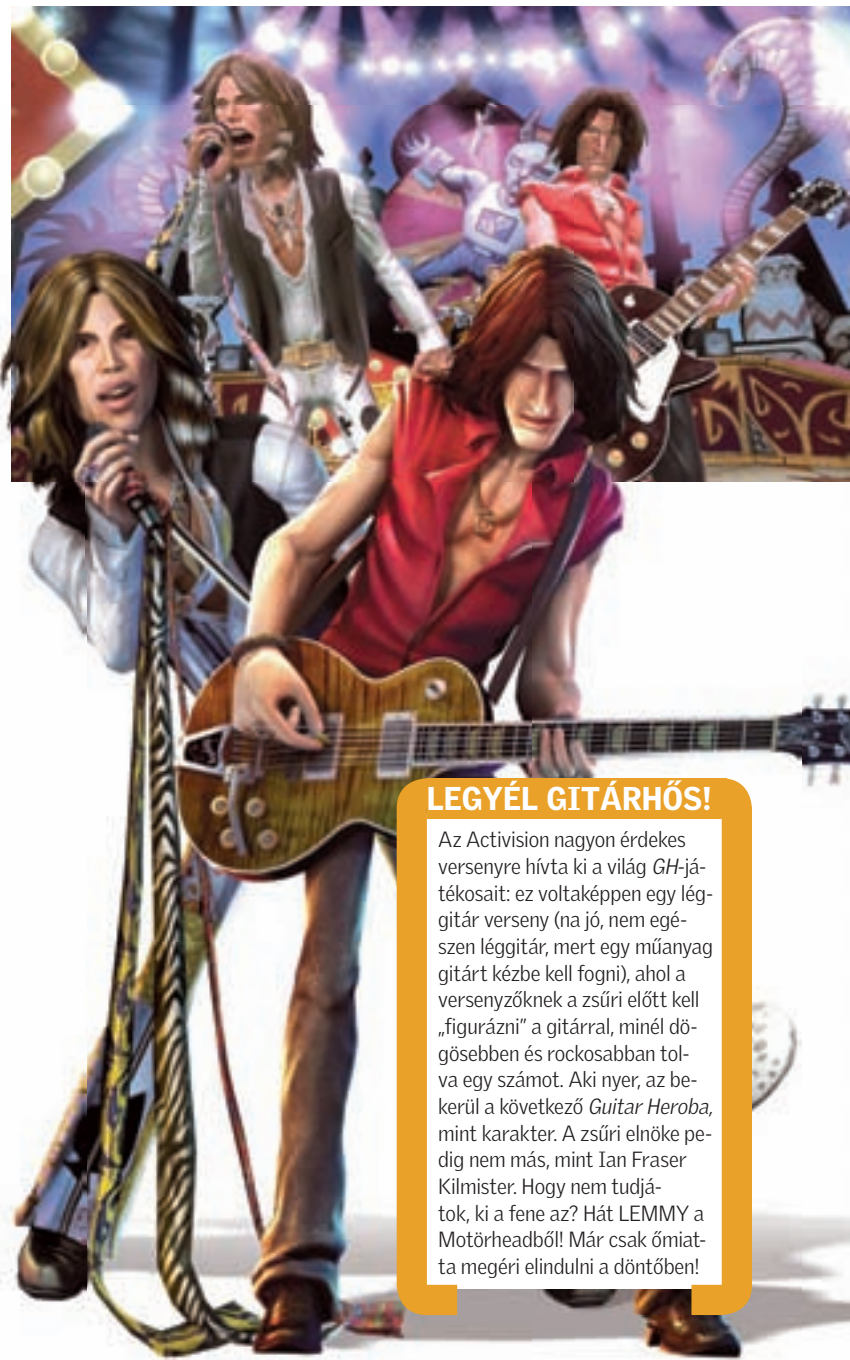 LEGYÉL GITÁRHŐS!
Az Activision nagyon érdekes
versenyre hívta ki a világ GH-já-
tékosait: ez voltaképpen egy lég-
gitár verseny (na jó, nem egé-
szen léggitár, mert egy műanyag
gitárt kézbe kell fogni), ahol a
versenyzőknek a zsűri előtt kell
„figurázni” a gitárral, minél dö-
gösebben és rockosabban tol-
va egy számot. Aki nyer, az be-
kerül a következő Guitar Heroba,
mint karakter. A zsűri elnöke pe-
dig nem más, mint Ian Fraser
Kilmister. Hogy nem tudjá-
tok, ki a fene az? Hát LEMMY a
Motörheadből! Már csak őmiat-
ta megéri elindulni a döntőben!